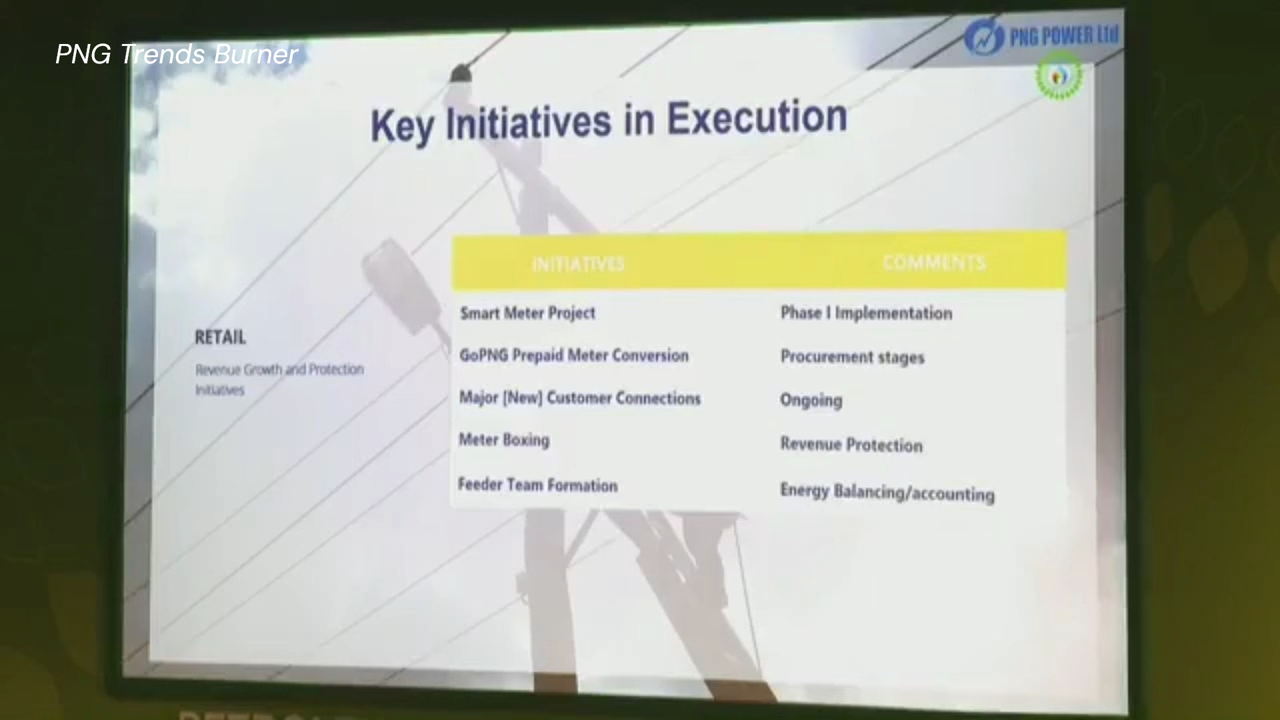 PNG Trends Burner
PNG POWER Ltd
Key Initiatives in Execution
INITIATIVES COMMENTS
Smart Meter Project Phase I Implementation
RETAIL
GoPNG Prepaid Meter Conversion Procurement stages
Revenue Growth and Protection
Initiatives
Major [New] Customer Connections Ongoing
Meter Boxing Revenue Protection
Feeder Team Formation Energy Balancing/accounting